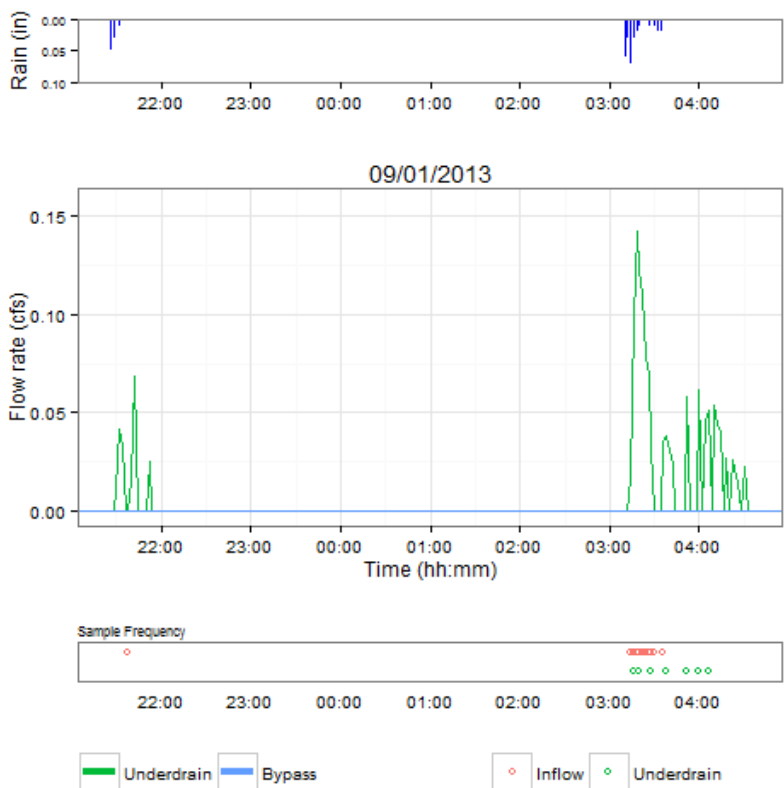 Rain (in)
0.00
0.05
0.10
22:00 23:00 00:00 01:00 02:00 03:00 04:00
09/01/2013
Flow rate (cfs)
0.15
0.10
0.05
0.00
22:00 23:00 00:00 01:00 02:00 03:00 04:00
Time (hh:mm)
Sample Frequency
22:00 23:00 00:00 01:00 02:00 03:00 04:00
Underdrain Bypass Inflow Underdrain